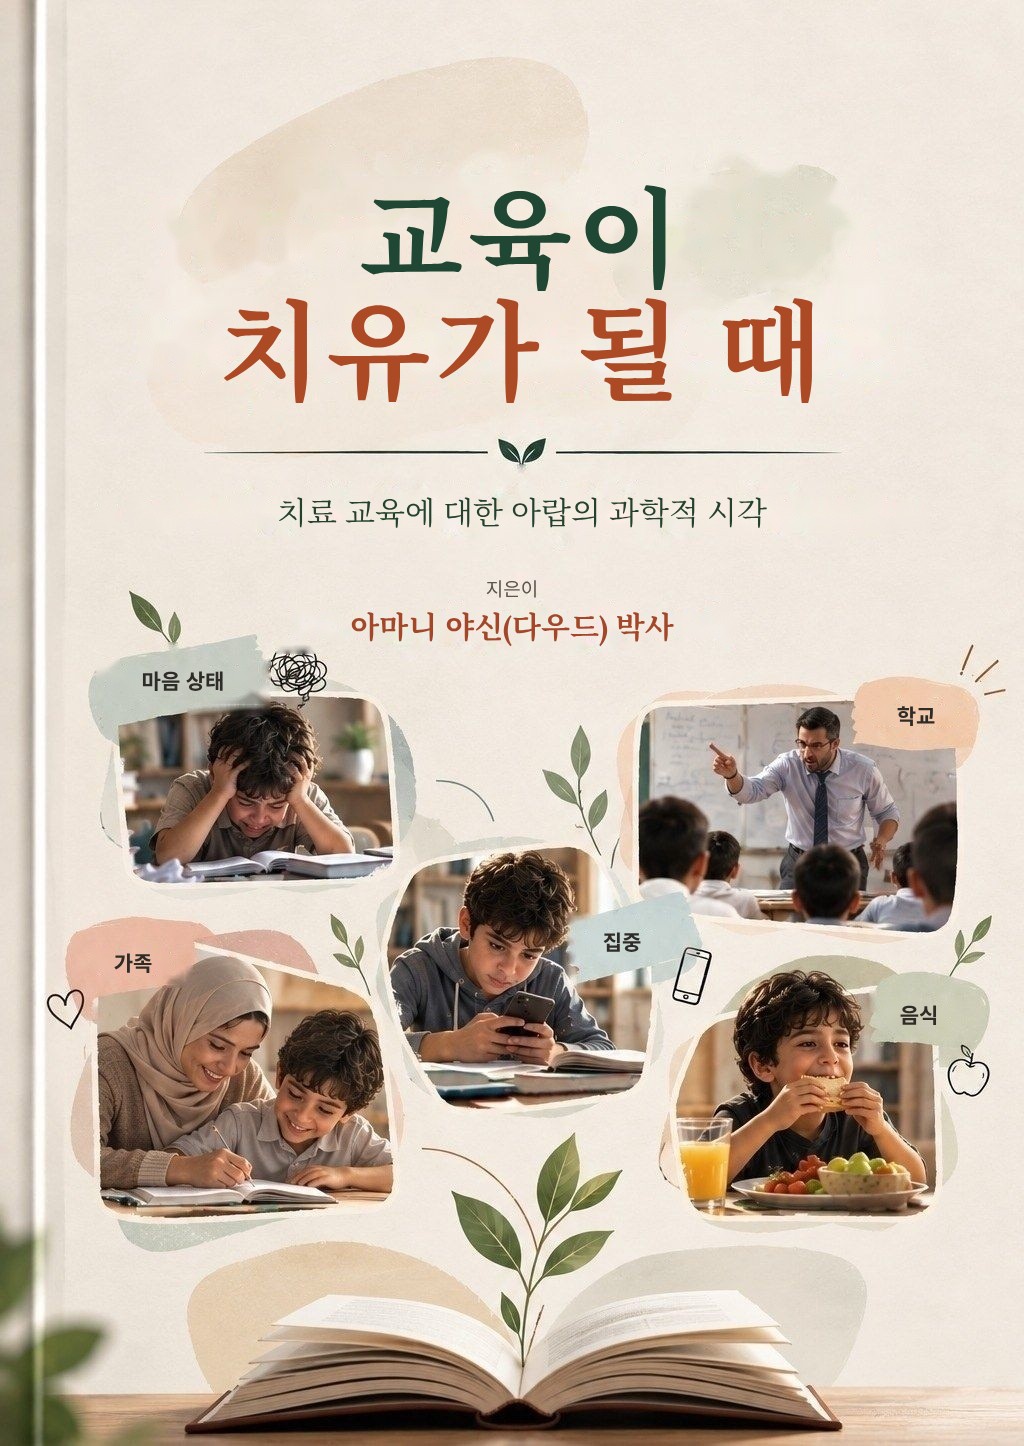 교육이
치유가 될 때
치료 교육에 대한 아랍의 과학적 시각
지은이
아마니 야신(다우드) 박사
마음 상태
학교
집중
가족
음식